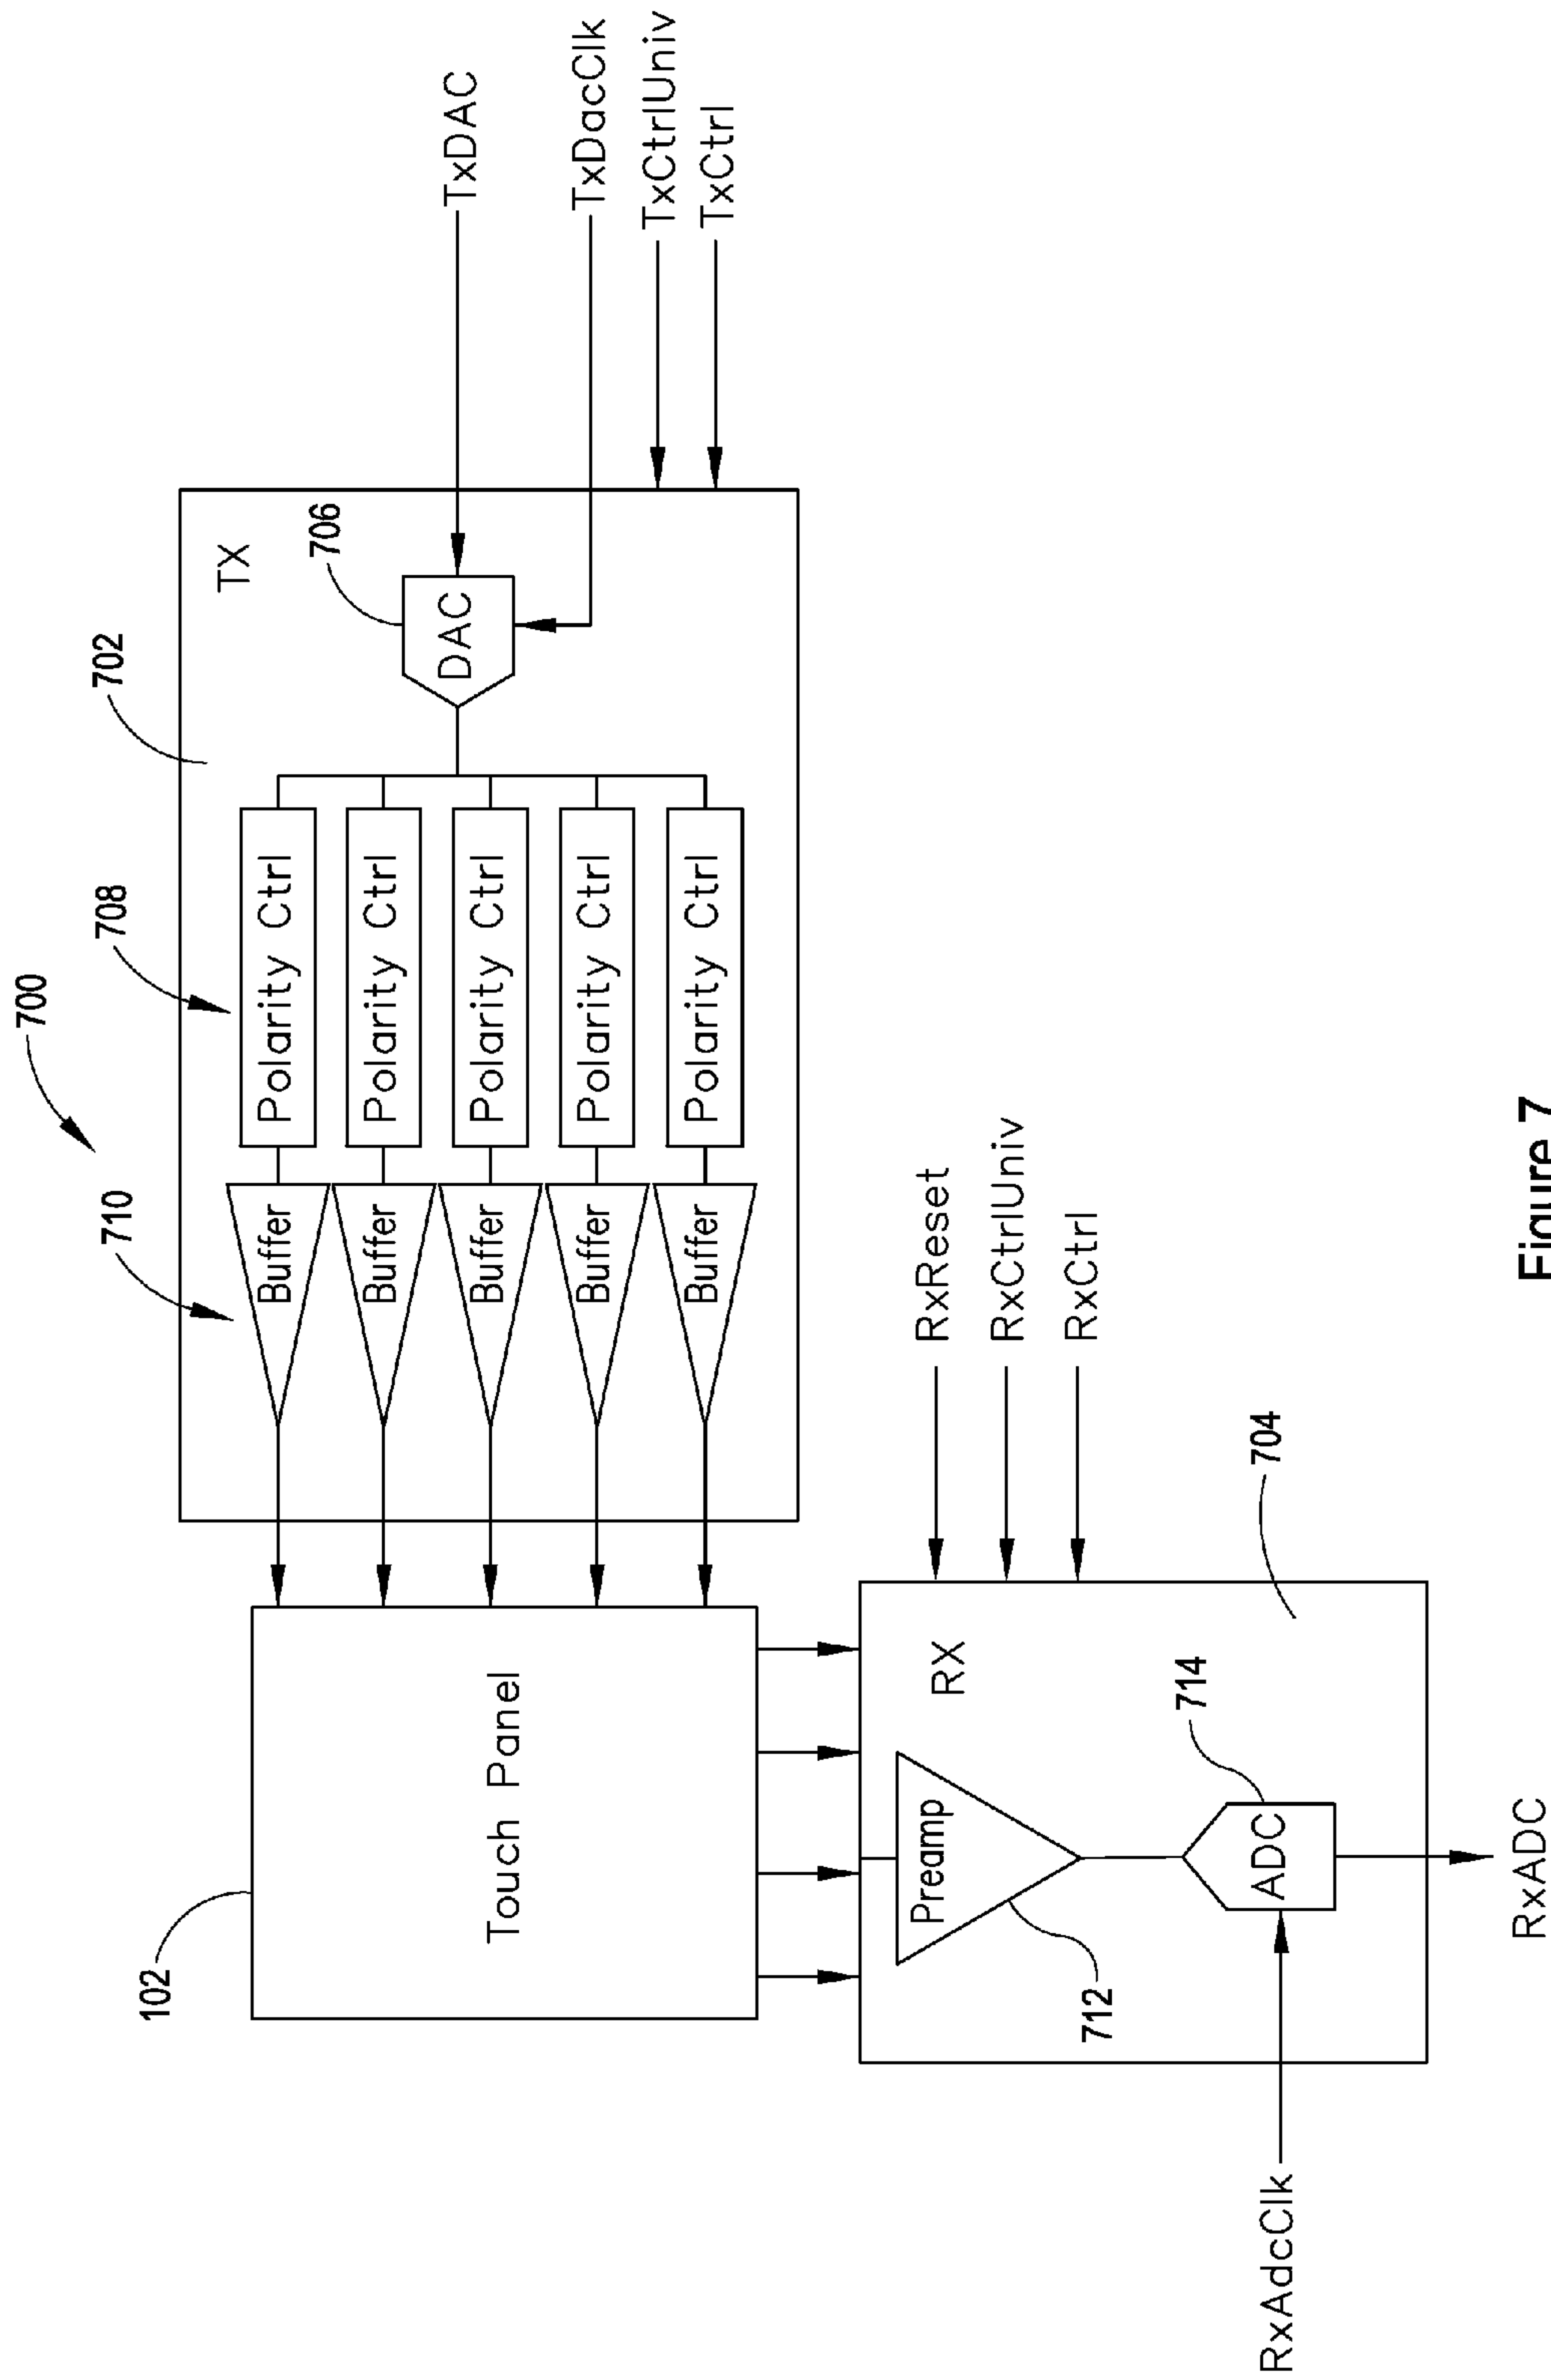 700
102
710
708
702
706
TX
Touch Panel
Buffer
Polarity Ctrl
Buffer
Polarity Ctrl
Buffer
Polarity Ctrl
Buffer
Polarity Ctrl
Buffer
Polarity Ctrl
DAC
TxDAC
TxDacClk
TxCtrlUniv
TxCtrl
RX
Preamp
712
714
ADC
704
RxReset
RxCtrlUniv
RxCtrl
RxAdcClk
RxADC
Figure 7